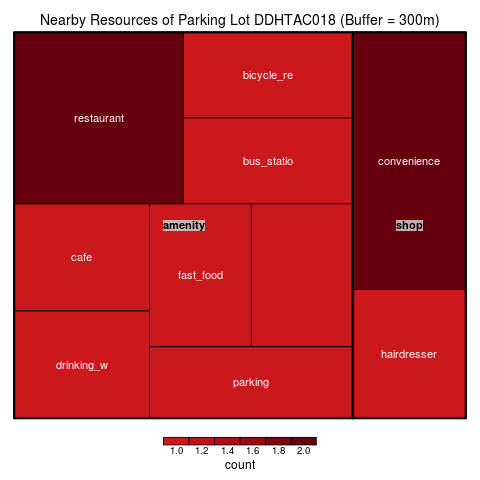 Nearby Resources of Parking Lot DDHTAC018 (Buffer = 300m)
restaurant
bicycle_re
bus_statio
convenience
amenity
shop
cafe
fast_food
drinking_w
parking
hairdresser
1.0 1.2 1.4 1.6 1.8 2.0
count